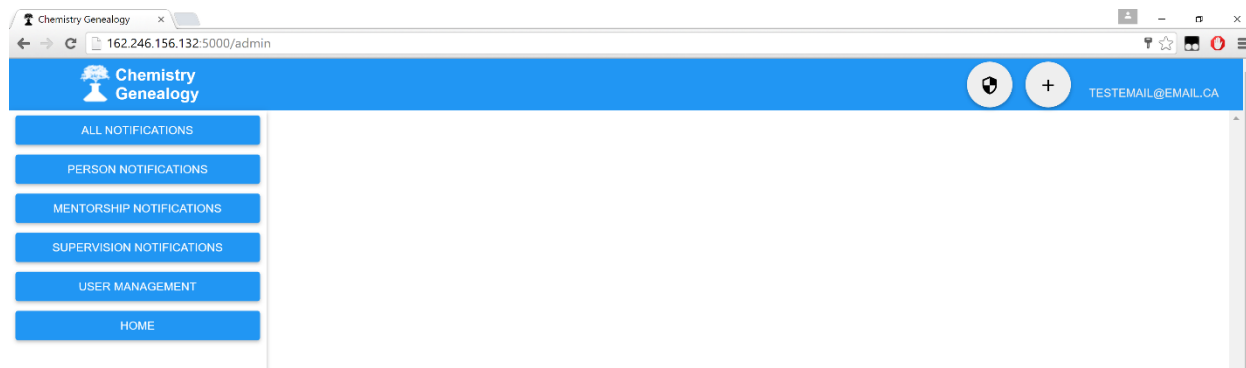 Chemistry Genealogy
162.246.156.132:5000/admin
Chemistry
Genealogy
TESTEMAIL@EMAIL.CA
ALL NOTIFICATIONS
PERSON NOTIFICATIONS
MENTORSHIP NOTIFICATIONS
SUPERVISION NOTIFICATIONS
USER MANAGEMENT
HOME